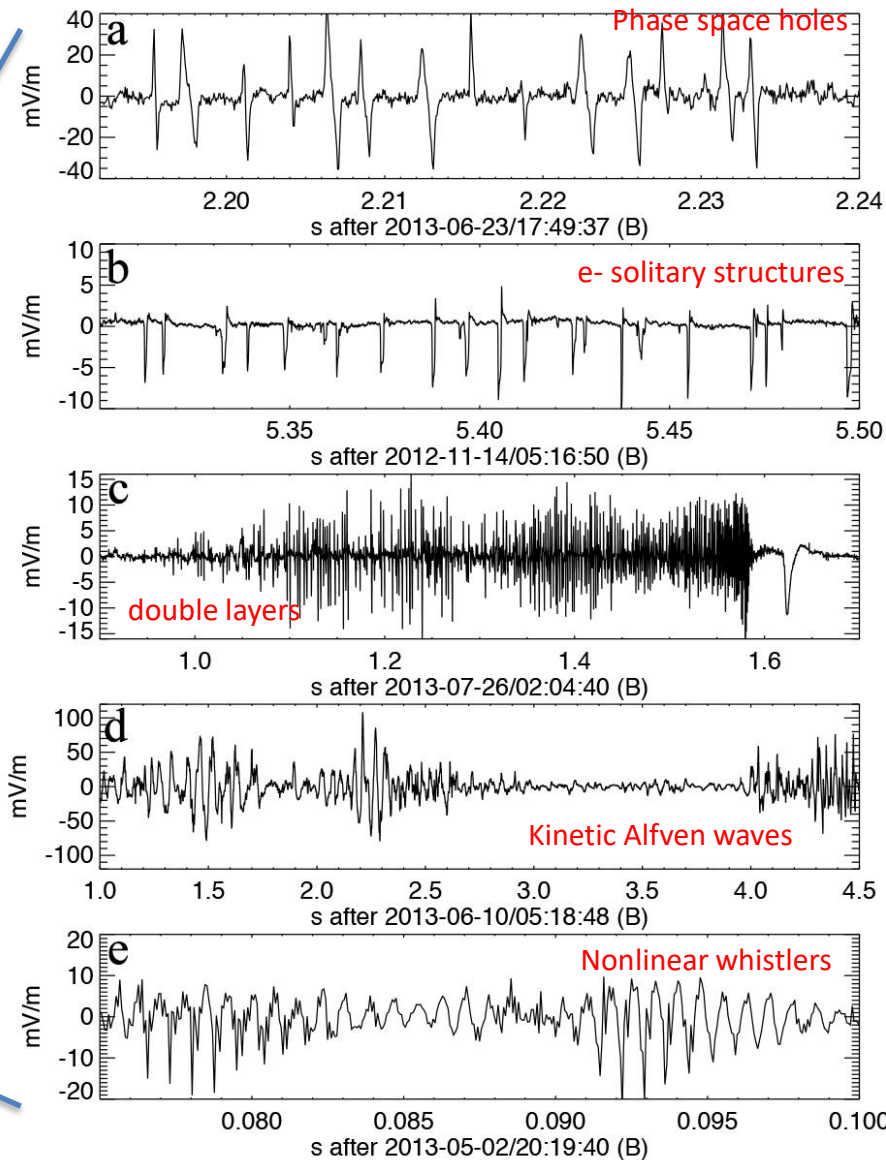 a
Phase space holes
40
20
0
-20
-40
mV/m
2.20 2.21 2.22 2.23 2.24
s after 2013-06-23/17:49:37 (B)
b
e- solitary structures
10
5
0
-5
-10
mV/m
5.35 5.40 5.45 5.50
s after 2012-11-14/05:16:50 (B)
c
15
10
5
0
-5
-10
-15
mV/m
double layers
1.0 1.2 1.4 1.6
s after 2013-07-26/02:04:40 (B)
d
100
50
0
-50
-100
mV/m
Kinetic Alfven waves
1.0 1.5 2.0 2.5 3.0 3.5 4.0 4.5
s after 2013-06-10/05:18:48 (B)
e
Nonlinear whistlers
20
10
0
-10
-20
mV/m
0.080 0.085 0.090 0.095 0.100
s after 2013-05-02/20:19:40 (B)